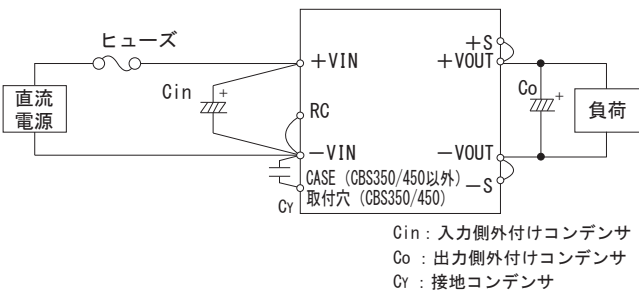 ヒューズ
+S
+VIN
+VOUT
Cin
+
Co
+
直流
電源
RC
負荷
−VIN
−VOUT
CASE (CBS350/450以外)
−S
取付穴 (CBS350/450)
CY
Cin : 入力側外付けコンデンサ
Co : 出力側外付けコンデンサ
CY : 接地コンデンサ